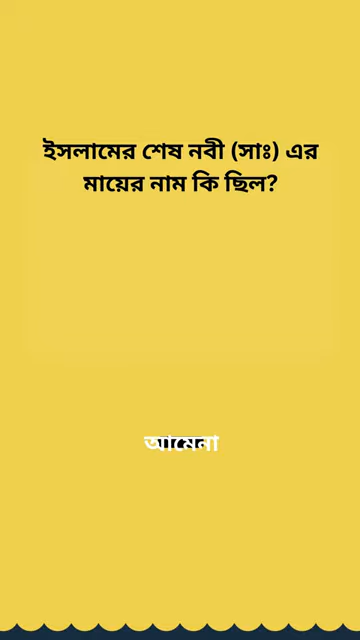 ইসলামের শেষ নবী (সাঃ) এর
মায়ের নাম কি ছিল?
আমেনা